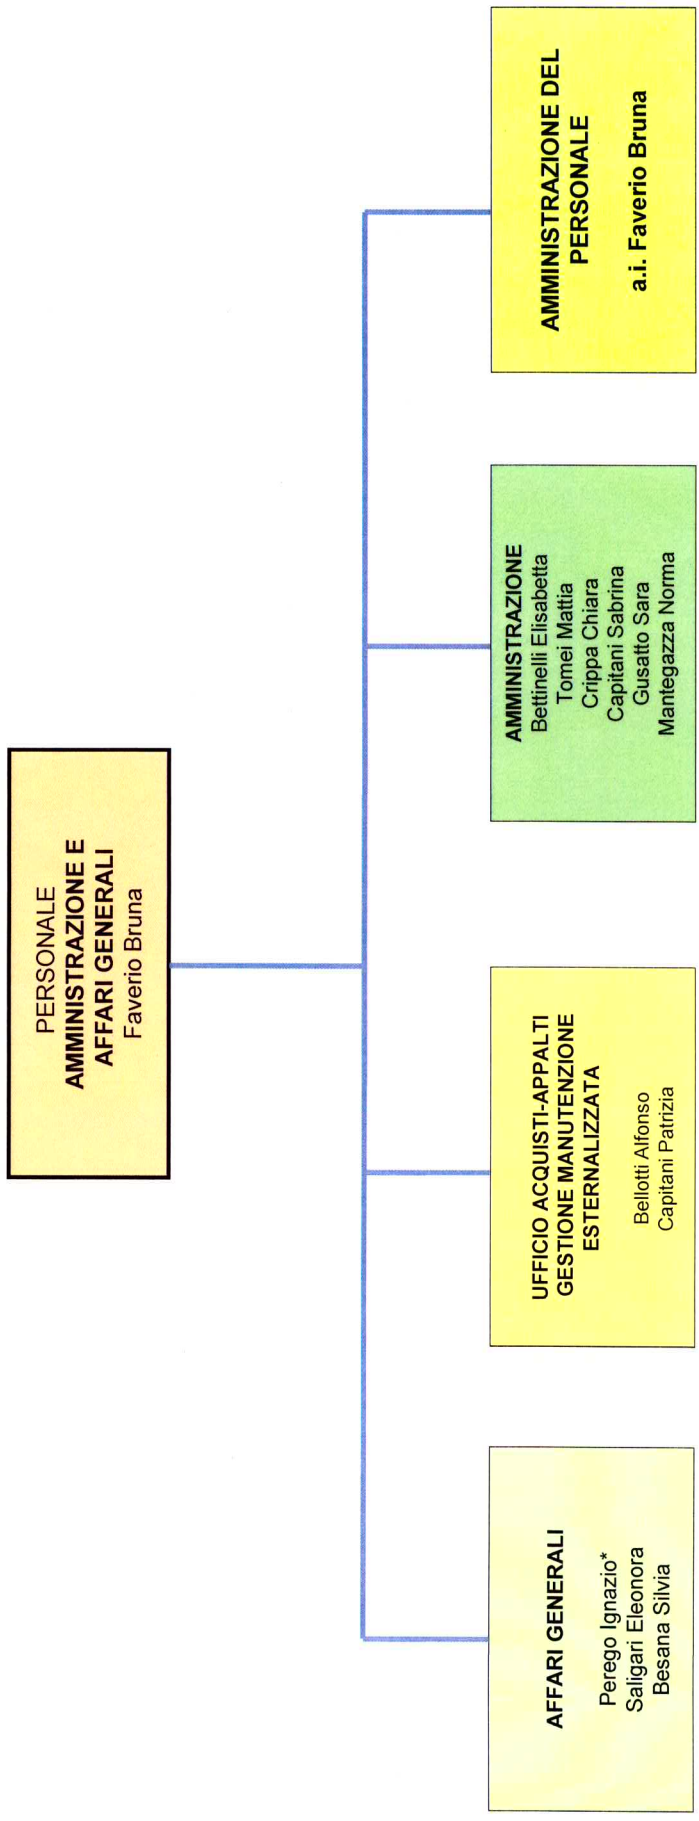 PERSONALE
AMMINISTRAZIONE E
AFFARI GENERALI
Faverio Bruna
AFFARI GENERALI
Perego Ignazio*
Saligari Eleonora
Besana Silvia
UFFICIO ACQUISTI-APPALTI
GESTIONE MANUTENZIONE
ESTERNALIZZATA
Bellotti Alfonso
Capitani Patrizia
AMMINISTRAZIONE
Bettinelli Elisabetta
Tomei Mattia
Crippa Chiara
Capitani Sabrina
Gusatto Sara
Mantegazza Norma
AMMINISTRAZIONE DEL
PERSONALE
a.i. Faverio Bruna